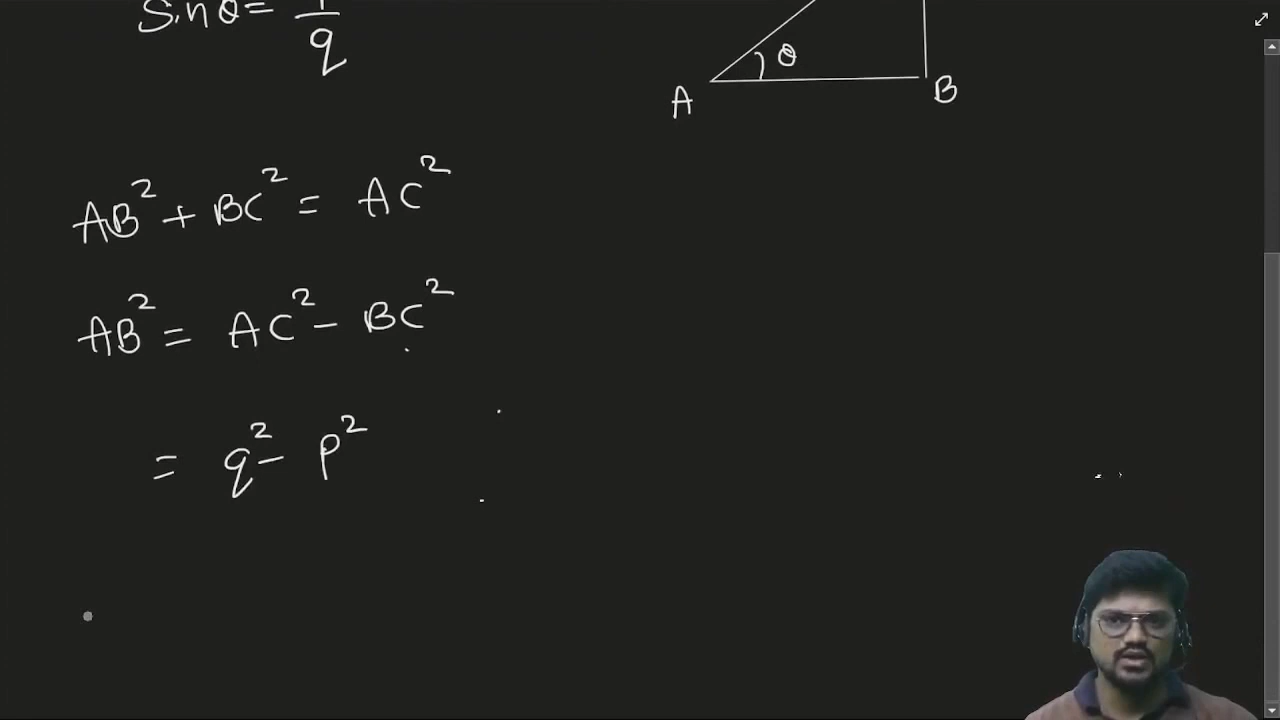 Sinθ =
q
θ
A
B
AB² + BC² = AC²
AB² = AC² - BC²
= q² - p²